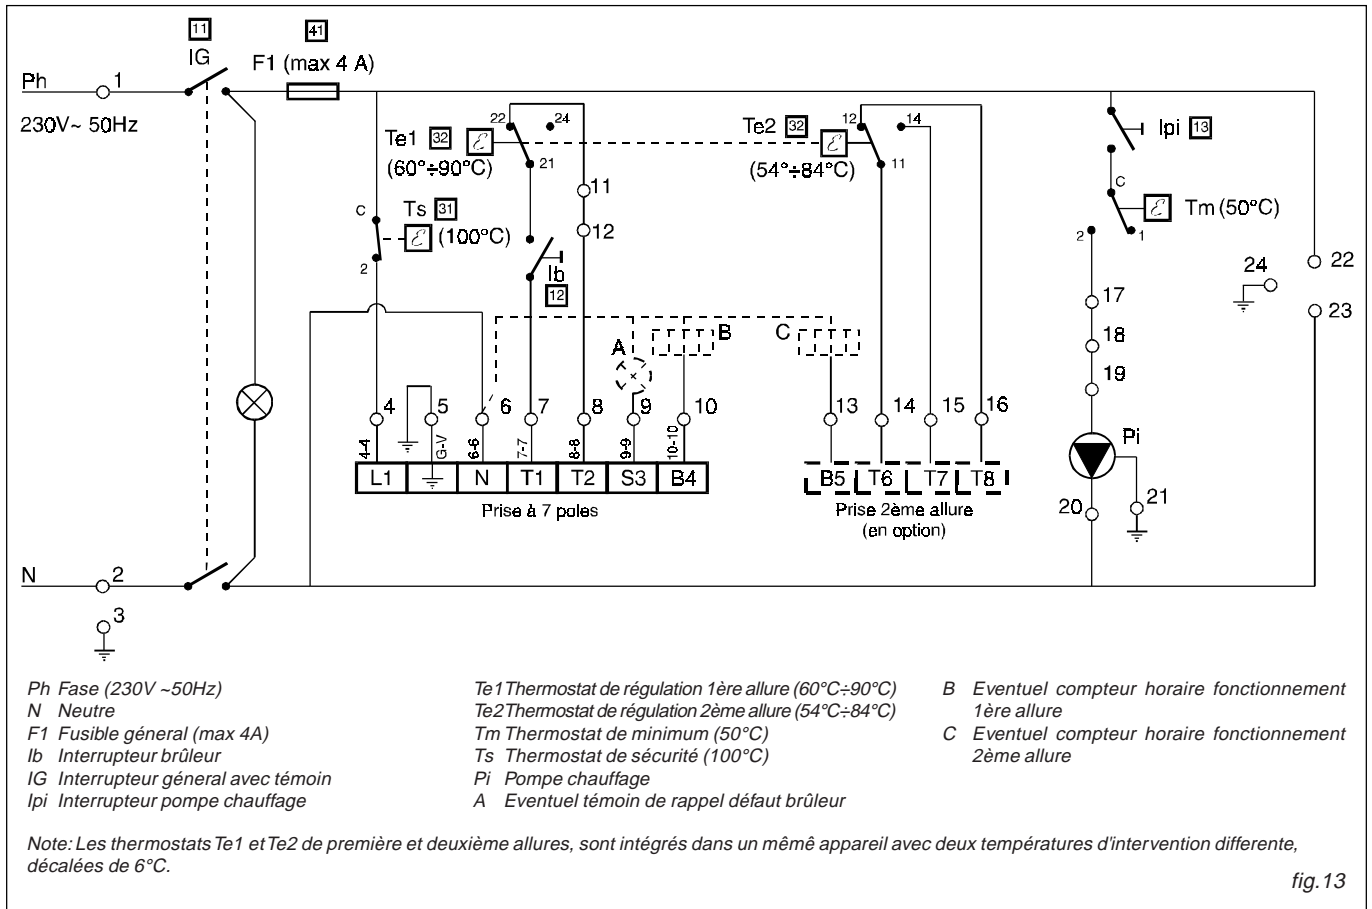 11
IG
41
F1 (max 4 A)
Ph
1
230V~ 50Hz
Te1 32
(60°÷90°C)
ℰ
22
24
21
11
12
Te2 32
(54°÷84°C)
ℰ
12
14
11
Ipi 13
C
ℰ
Tm (50°C)
2
1
C
Ts 31
ℰ
(100°C)
2
Ib
12
24
22
23
17
18
19
A
B
C
4
5
6
7
8
9
10
13
14
15
16
4-4
G-V
6-6
7-7
8-8
9-9
10-10
L1
N
T1
T2
S3
B4
B5
T6
T7
T8
Prise à 7 poles
Prise 2ème allure
(en option)
Pi
20
21
N
2
3
Ph Fase (230V ~50Hz)
N Neutre
F1 Fusible géneral (max 4A)
Ib Interrupteur brûleur
IG Interrupteur géneral avec témoin
Ipi Interrupteur pompe chauffage
Te1 Thermostat de régulation 1ère allure (60°C÷90°C)
Te2 Thermostat de régulation 2ème allure (54°C÷84°C)
Tm Thermostat de minimum (50°C)
Ts Thermostat de sécurité (100°C)
Pi Pompe chauffage
A Eventuel témoin de rappel défaut brûleur
B Eventuel compteur horaire fonctionnement
1ère allure
C Eventuel compteur horaire fonctionnement
2ème allure
Note: Les thermostats Te1 et Te2 de première et deuxième allures, sont intégrés dans un mêmê appareil avec deux températures d'intervention differente,
décalées de 6°C.
fig.13